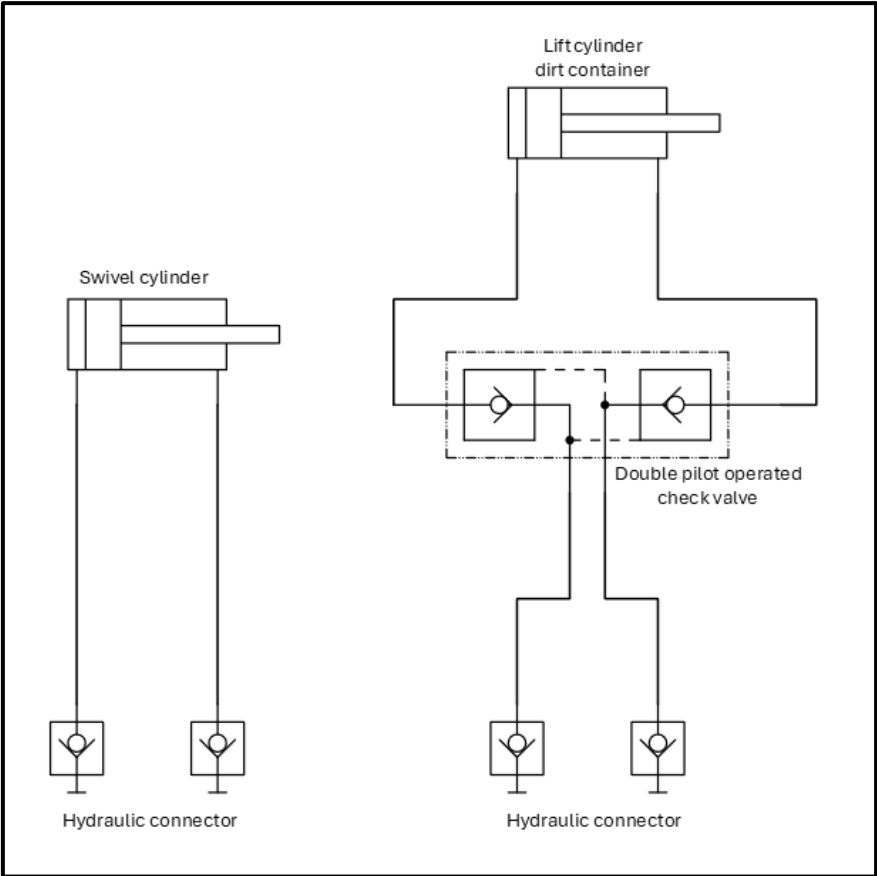 Lift cylinder
dirt container
Swivel cylinder
Double pilot operated
check valve
Hydraulic connector
Hydraulic connector